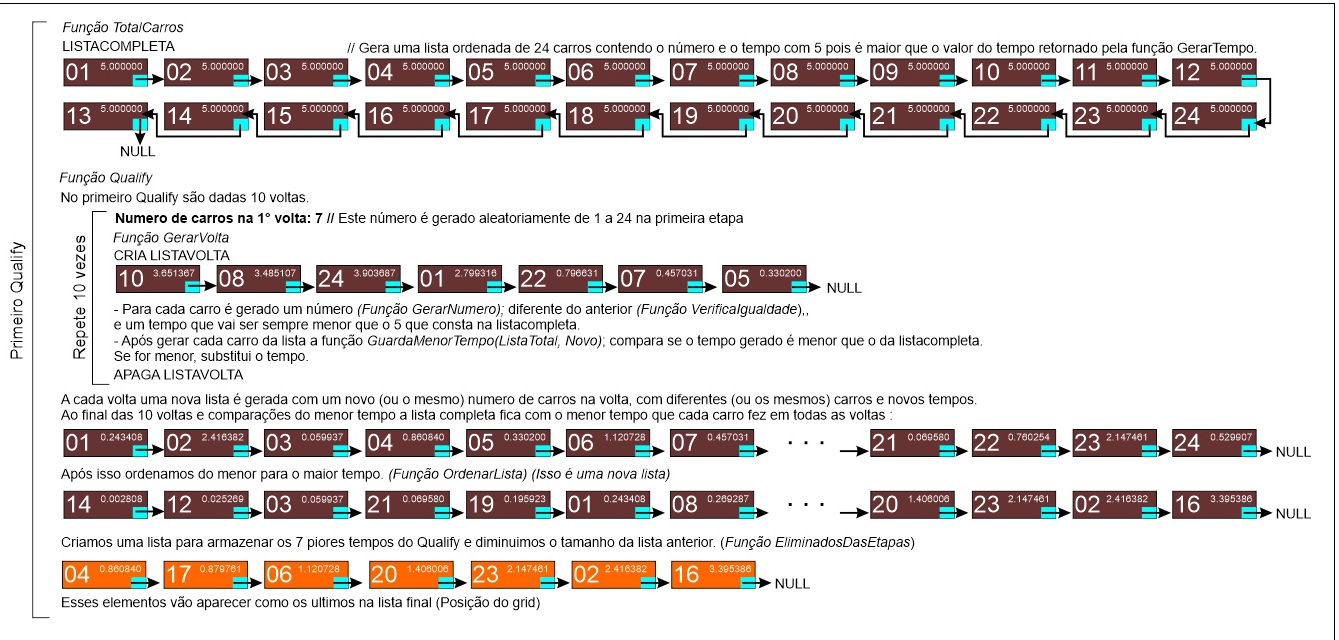 Primeiro Qualify
Função TotalCarros
LISTACOMPLETA // Gera uma lista ordenada de 24 carros contendo o número e o tempo com 5 pois é maior que o valor do tempo retornado pela função GerarTempo.
01 5.000000 02 5.000000 03 5.000000 04 5.000000 05 5.000000 06 5.000000 07 5.000000 08 5.000000 09 5.000000 10 5.000000 11 5.000000 12 5.000000
13 5.000000 14 5.000000 15 5.000000 16 5.000000 17 5.000000 18 5.000000 19 5.000000 20 5.000000 21 5.000000 22 5.000000 23 5.000000 24 5.000000
NULL
Função Qualify
No primeiro Qualify são dadas 10 voltas.
Repete 10 vezes
Numero de carros na 1° volta: 7 // Este número é gerado aleatoriamente de 1 a 24 na primeira etapa
Função GerarVolta
CRIA LISTAVOLTA
10 3.651367 08 3.485107 24 3.903687 01 2.799316 22 0.796631 07 0.457031 05 0.330200 NULL
- Para cada carro é gerado um número (Função GerarNumero); diferente do anterior (Função VerificaIgualdade),,
e um tempo que vai ser sempre menor que o 5 que consta na listacompleta.
- Após gerar cada carro da lista a função GuardaMenorTempo(ListaTotal, Novo); compara se o tempo gerado é menor que o da listacompleta.
Se for menor, substitui o tempo.
APAGA LISTAVOLTA
A cada volta uma nova lista é gerada com um novo (ou o mesmo) numero de carros na volta, com diferentes (ou os mesmos) carros e novos tempos.
Ao final das 10 voltas e comparações do menor tempo a lista completa fica com o menor tempo que cada carro fez em todas as voltas :
01 0.243408 02 2.416382 03 0.059937 04 0.860840 05 0.330200 06 1.120728 07 0.457031 . . . 21 0.069580 22 0.760254 23 2.147461 24 0.529907 NULL
Após isso ordenamos do menor para o maior tempo. (Função OrdenarLista) (Isso é uma nova lista)
14 0.002808 12 0.025269 03 0.059937 21 0.069580 19 0.195923 01 0.243408 08 0.269287 . . . 20 1.406006 23 2.147461 02 2.416382 16 3.395386 NULL
Criamos uma lista para armazenar os 7 piores tempos do Qualify e diminuimos o tamanho da lista anterior. (Função EliminadosDasEtapas)
04 0.860840 17 0.879761 06 1.120728 20 1.406006 23 2.147461 02 2.416382 16 3.395386 NULL
Esses elementos vão aparecer como os ultimos na lista final (Posição do grid)